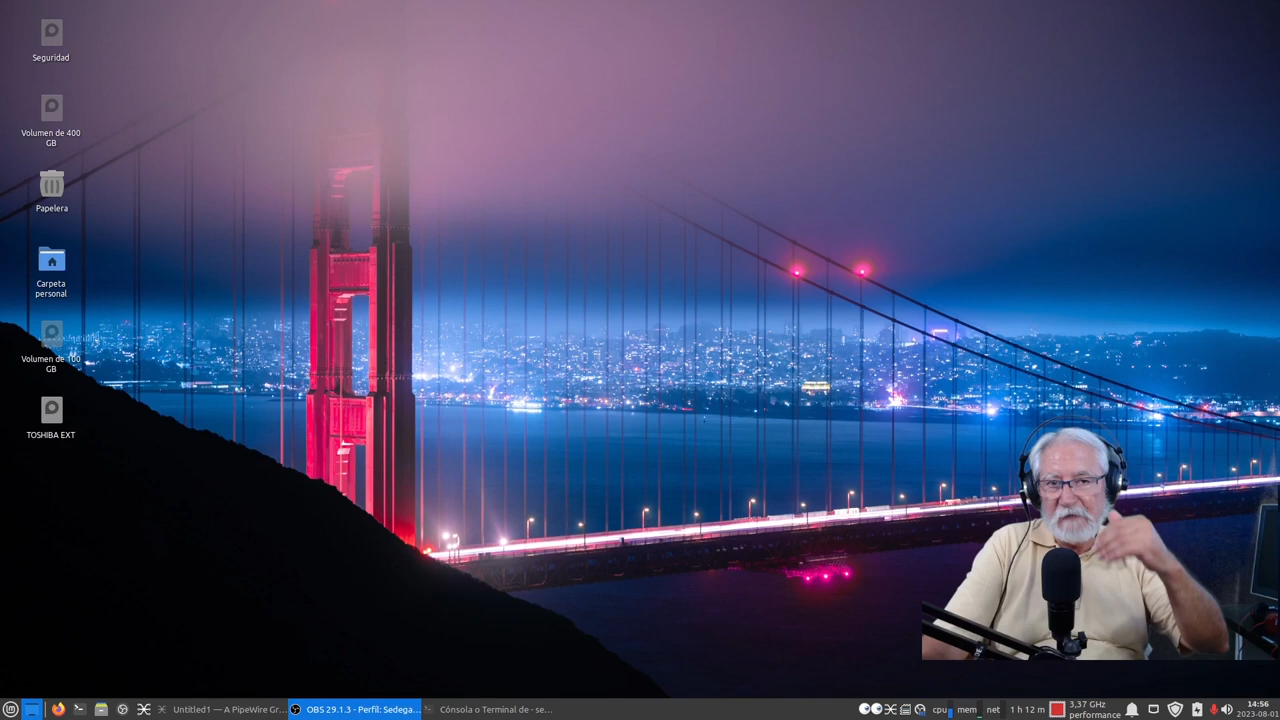 Seguridad
Volumen de 400
GB
Papelera
Carpeta
personal
Volumen de 100
GB
TOSHIBA EXT
Untitled1 — A PipeWire Gr...
OBS 29.1.3 - Perfil: Sedega...
Cónsola o Terminal de - se...
cpu
mem
net
1 h 12 m
3,37 GHz
performance
14:56
2023-08-01